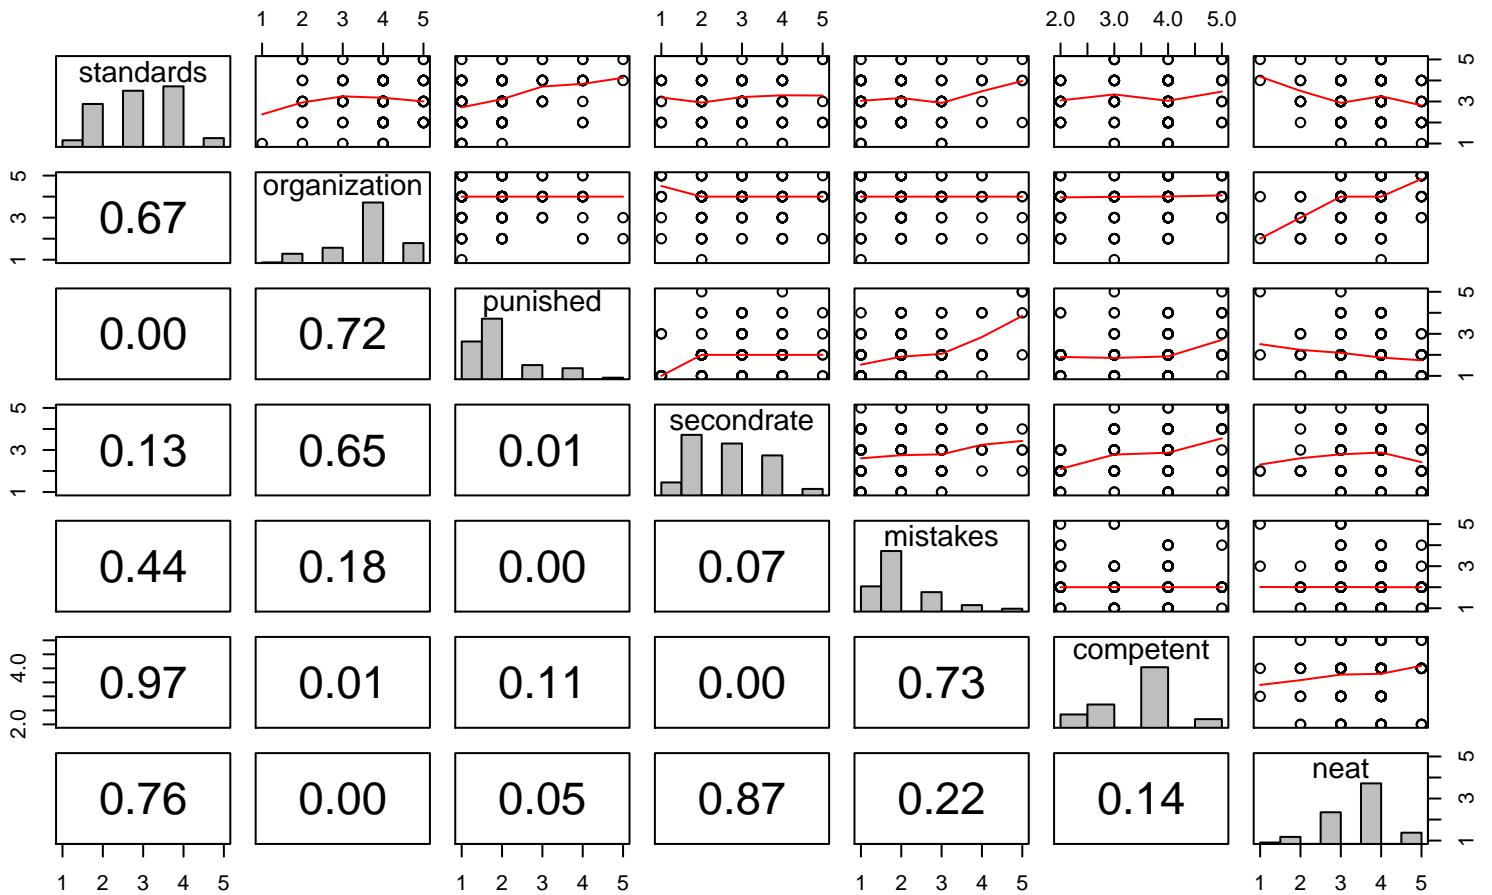 1 2 3 4 5 1 2 3 4 5 2.0 3.0 4.0 5.0
standards 1 3 5
1 3 5 0.67 organization
0.00 0.72 punished 1 3 5
1 3 5 0.13 0.65 0.01 secondrate
0.44 0.18 0.00 0.07 mistakes 1 3 5
2.0 4.0 0.97 0.01 0.11 0.00 0.73 competent
0.76 0.00 0.05 0.87 0.22 0.14 neat 1 3 5
1 2 3 4 5 1 2 3 4 5 1 2 3 4 5 1 2 3 4 5